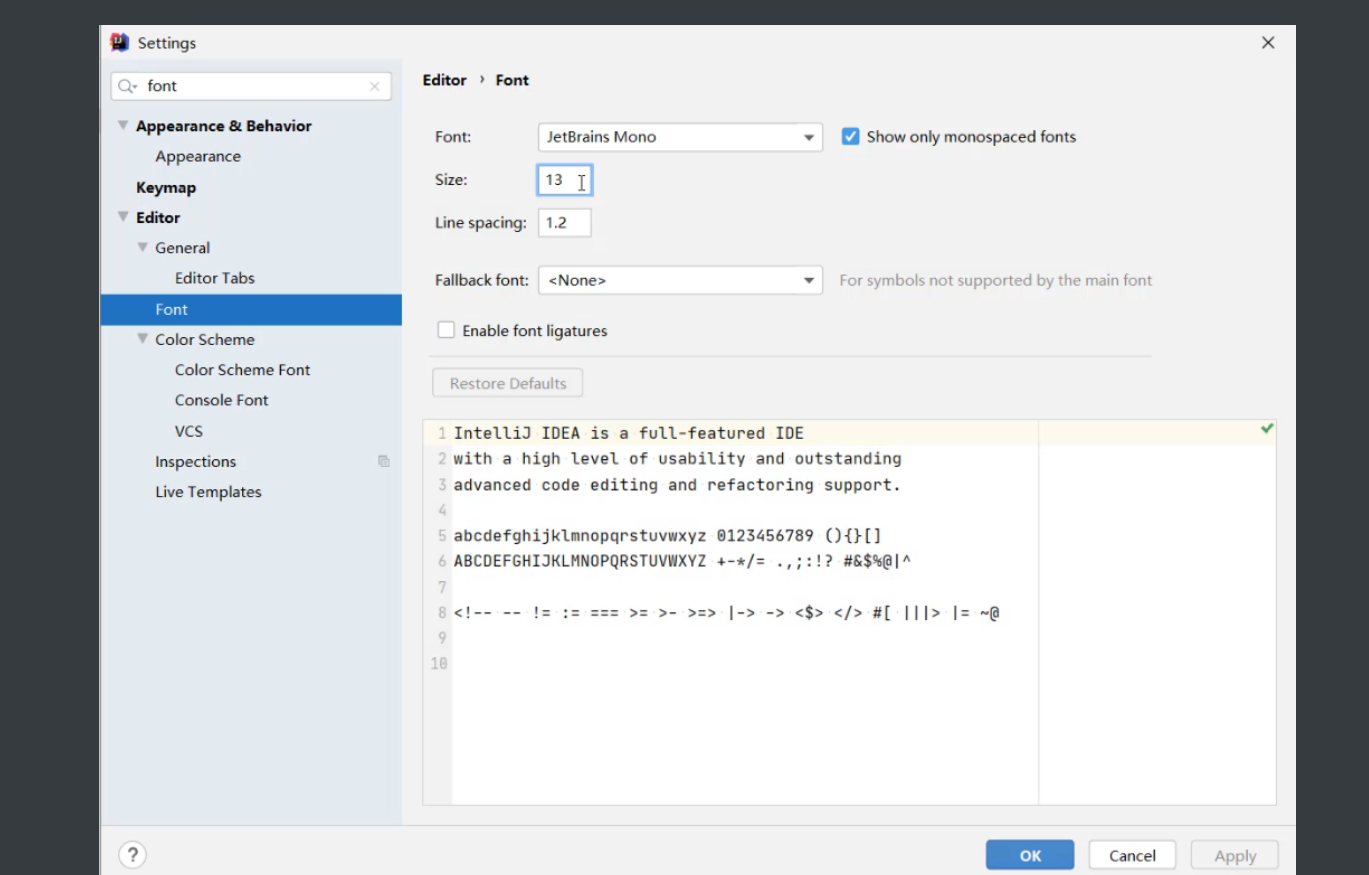 Settings
font
Appearance & Behavior
Appearance
Keymap
Editor
General
Editor Tabs
Font
Color Scheme
Color Scheme Font
Console Font
VCS
Inspections
Live Templates
Editor › Font
Font: JetBrains Mono Show only monospaced fonts
Size: 13
Line spacing: 1.2
Fallback font: <None> For symbols not supported by the main font
Enable font ligatures
Restore Defaults
1 IntelliJ IDEA is a full-featured IDE
2 with a high level of usability and outstanding
3 advanced code editing and refactoring support.
4
5 abcdefghijklmnopqrstuvwxyz 0123456789 (){}[]
6 ABCDEFGHIJKLMNOPQRSTUVWXYZ +-*/= .,;:!? #&$%@|^
7
8 <!-- -- != := === >= >- >=> |-> -> <$> </> #[ |||> |= ~@
9
10
? OK Cancel Apply